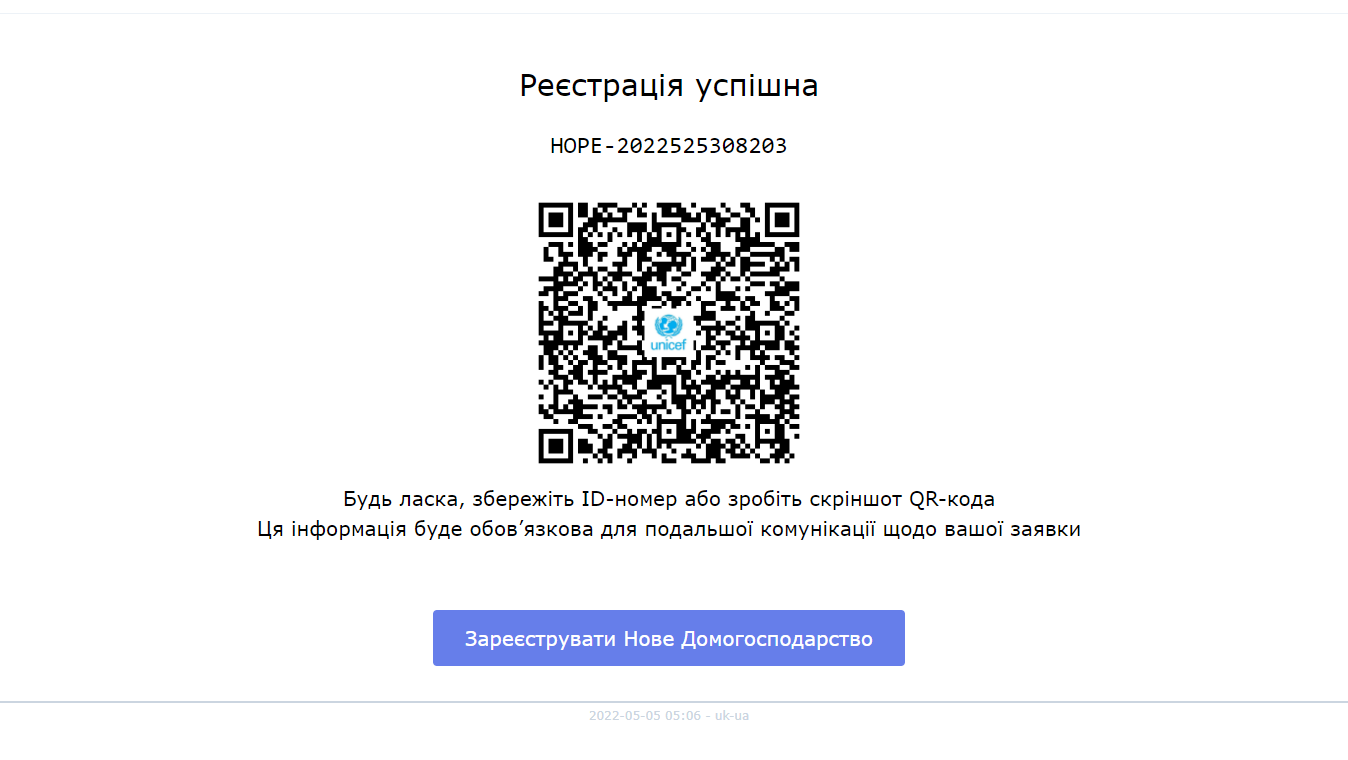 Реєстрація успішна
HOPE-2022525308203
unicef
Будь ласка, збережіть ID-номер або зробіть скріншот QR-кода
Ця інформація буде обов’язкова для подальшої комунікації щодо вашої заявки
Зареєструвати Нове Домогосподарство
2022-05-05 05:06 - uk-ua